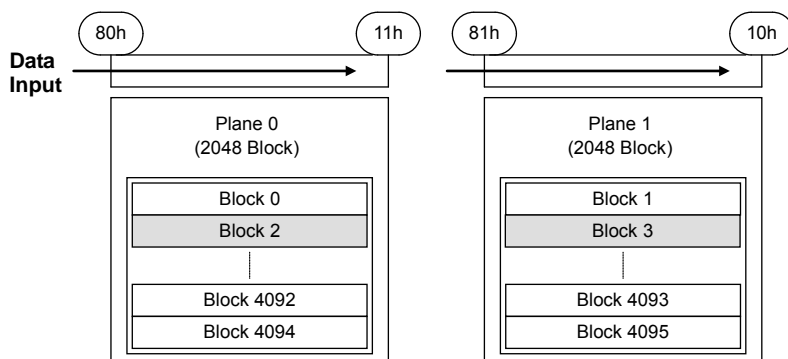 80h
11h
81h
10h
Data
Input
Plane 0
(2048 Block)
Block 0
Block 2
Block 4092
Block 4094
Plane 1
(2048 Block)
Block 1
Block 3
Block 4093
Block 4095